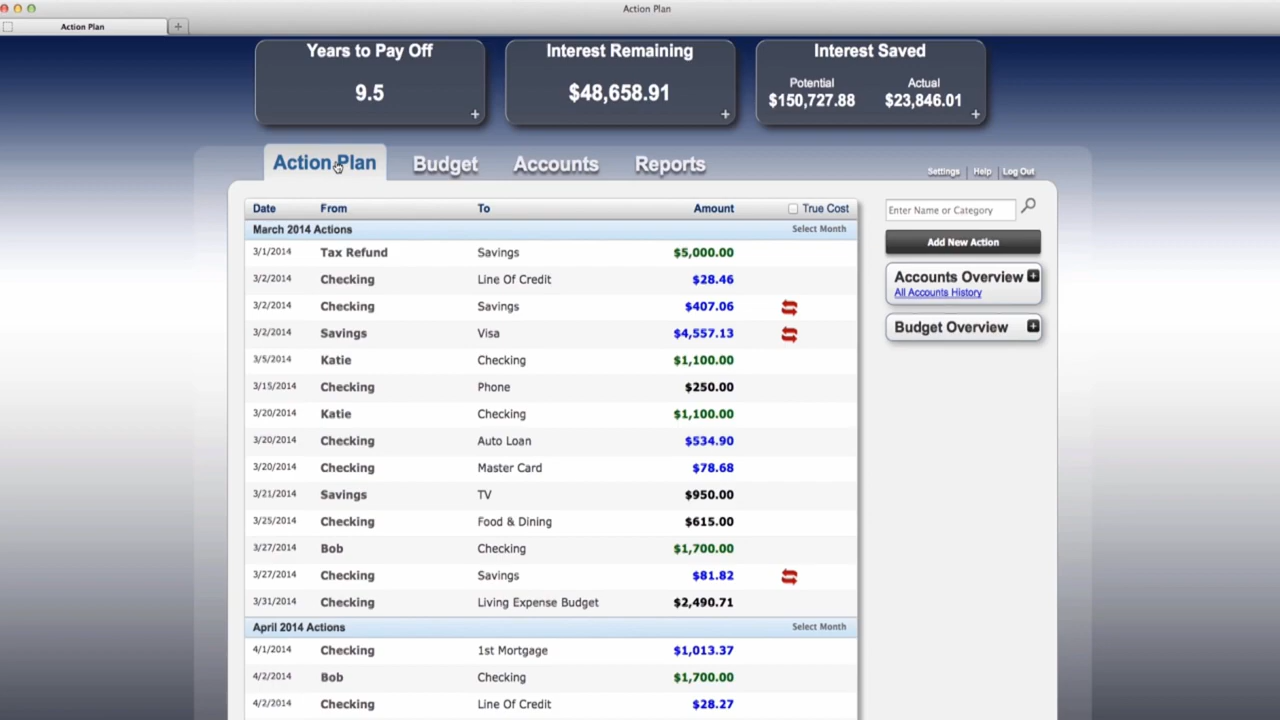 Action Plan
Action Plan
Years to Pay Off
9.5
+
Interest Remaining
$48,658.91
+
Interest Saved
Potential Actual
$150,727.88 $23,846.01
+
Action Plan Budget Accounts Reports
Settings | Help | Log Out
Date From To Amount True Cost
March 2014 Actions Select Month
3/1/2014 Tax Refund Savings $5,000.00
3/2/2014 Checking Line Of Credit $28.46
3/2/2014 Checking Savings $407.06
3/2/2014 Savings Visa $4,557.13
3/5/2014 Katie Checking $1,100.00
3/15/2014 Checking Phone $250.00
3/20/2014 Katie Checking $1,100.00
3/20/2014 Checking Auto Loan $534.90
3/20/2014 Checking Master Card $78.68
3/21/2014 Savings TV $950.00
3/25/2014 Checking Food & Dining $615.00
3/27/2014 Bob Checking $1,700.00
3/27/2014 Checking Savings $81.82
3/31/2014 Checking Living Expense Budget $2,490.71
April 2014 Actions Select Month
4/1/2014 Checking 1st Mortgage $1,013.37
4/2/2014 Bob Checking $1,700.00
4/2/2014 Checking Line Of Credit $28.27
Enter Name or Category
Add New Action
Accounts Overview
All Accounts History
Budget Overview